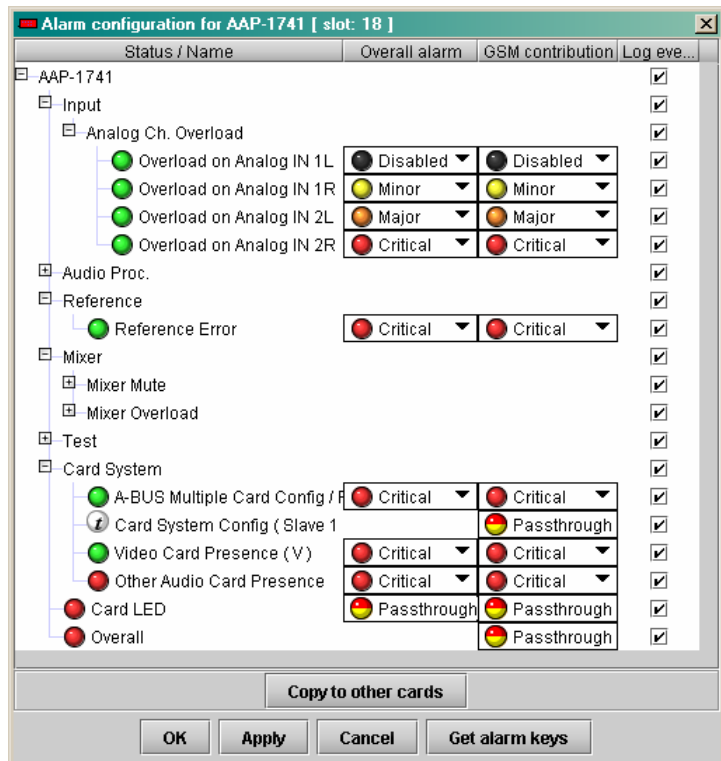 Alarm configuration for AAP-1741 [ slot: 18 ]
Status / Name Overall alarm GSM contribution Log eve...
AAP-1741
Input
Analog Ch. Overload
Overload on Analog IN 1L Disabled Disabled
Overload on Analog IN 1R Minor Minor
Overload on Analog IN 2L Major Major
Overload on Analog IN 2R Critical Critical
Audio Proc.
Reference
Reference Error Critical Critical
Mixer
Mixer Mute
Mixer Overload
Test
Card System
A-BUS Multiple Card Config / Critical Critical
t Card System Config ( Slave 1 Passthrough
Video Card Presence ( V ) Critical Critical
Other Audio Card Presence Critical Critical
Card LED Passthrough Passthrough
Overall Passthrough
Copy to other cards
OK Apply Cancel Get alarm keys